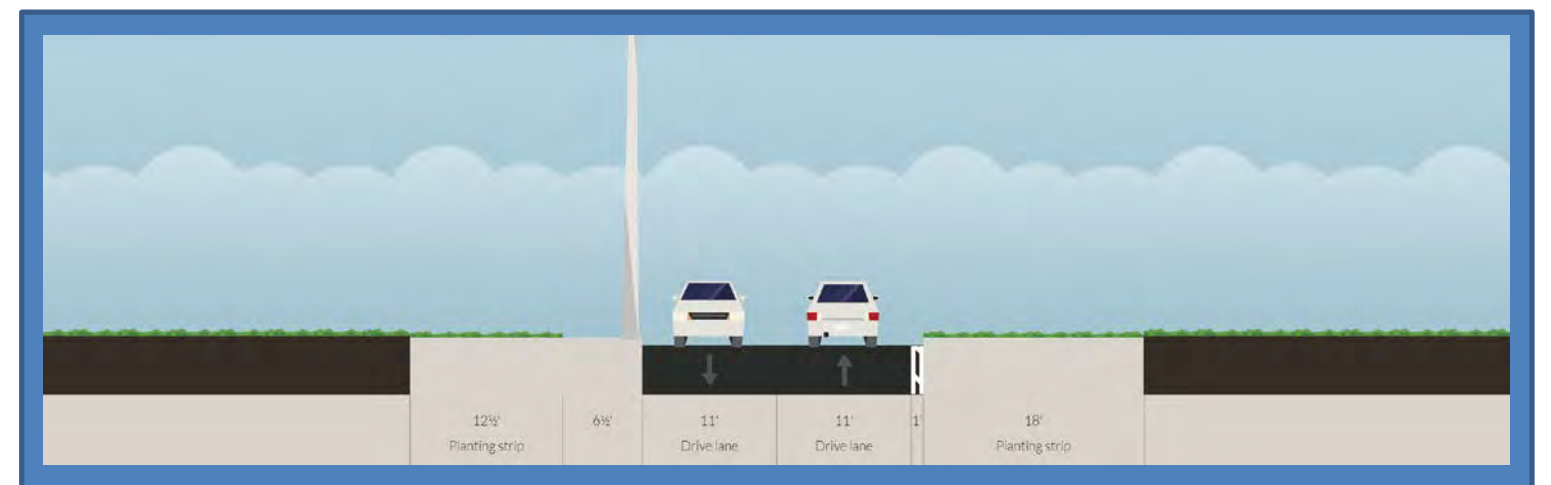 12½' 6½' 11' 11' 1' 18'
Planting strip Drive lane Drive lane Planting strip